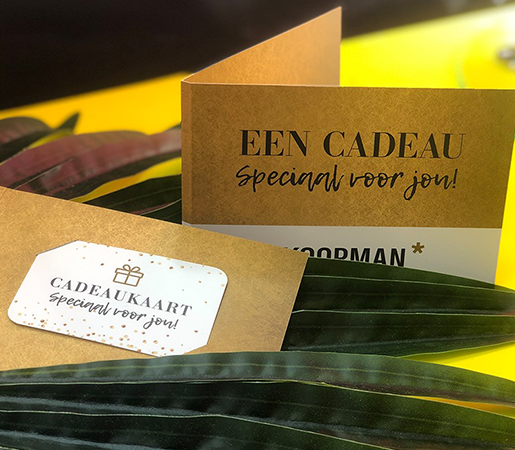 EEN CADEAU
Speciaal voor jou!
KOOPMAN*
CADEAUKAART
Speciaal voor jou!